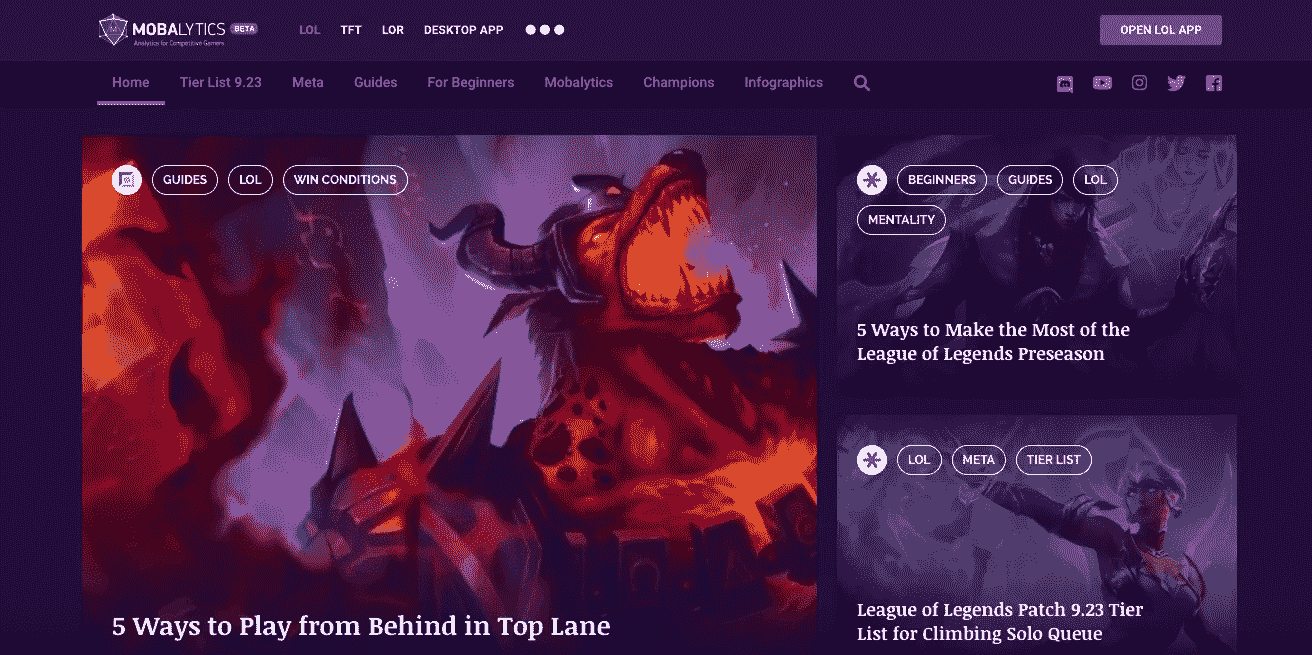 MOBALYTICS BETA
Analytics for Competitive Gamers
LOL TFT LOR DESKTOP APP
OPEN LOL APP
Home Tier List 9.23 Meta Guides For Beginners Mobalytics Champions Infographics
GUIDES LOL WIN CONDITIONS
5 Ways to Play from Behind in Top Lane
BEGINNERS GUIDES LOL
MENTALITY
5 Ways to Make the Most of the
League of Legends Preseason
LOL META TIER LIST
League of Legends Patch 9.23 Tier
List for Climbing Solo Queue